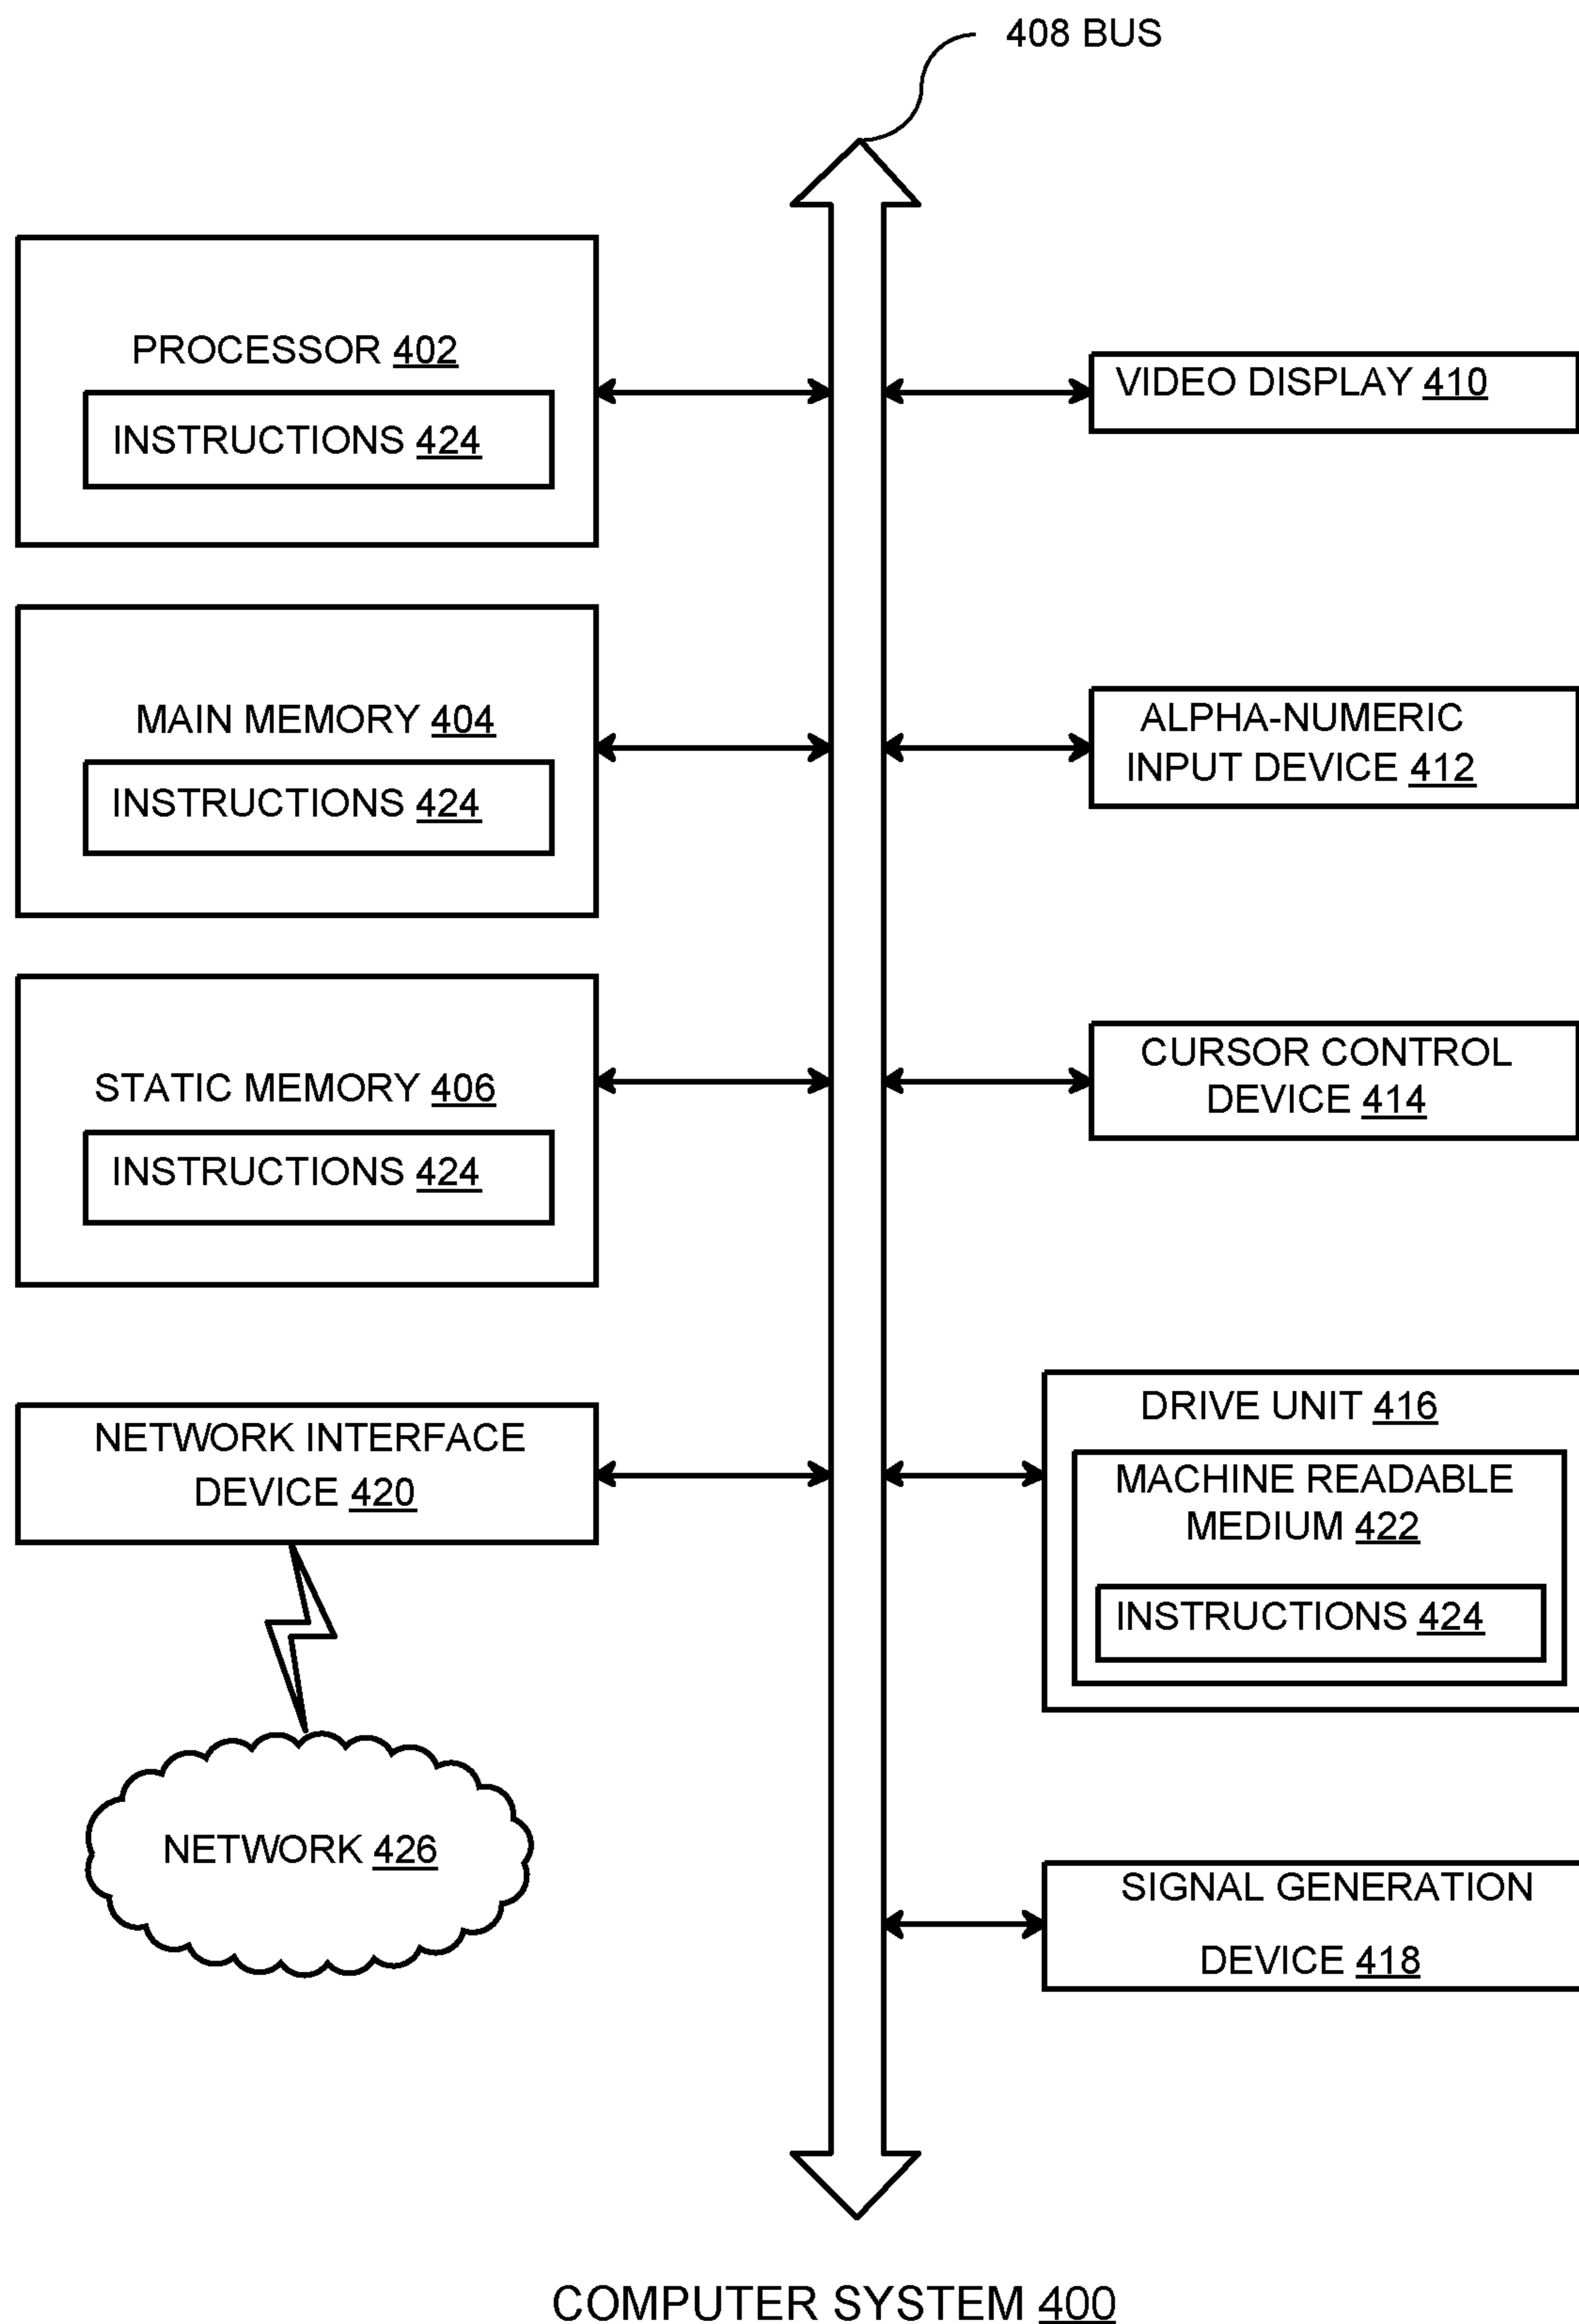 408 BUS
PROCESSOR 402
INSTRUCTIONS 424
VIDEO DISPLAY 410
MAIN MEMORY 404
INSTRUCTIONS 424
ALPHA-NUMERIC
INPUT DEVICE 412
STATIC MEMORY 406
INSTRUCTIONS 424
CURSOR CONTROL
DEVICE 414
NETWORK INTERFACE
DEVICE 420
DRIVE UNIT 416
MACHINE READABLE
MEDIUM 422
INSTRUCTIONS 424
NETWORK 426
SIGNAL GENERATION
DEVICE 418
COMPUTER SYSTEM 400